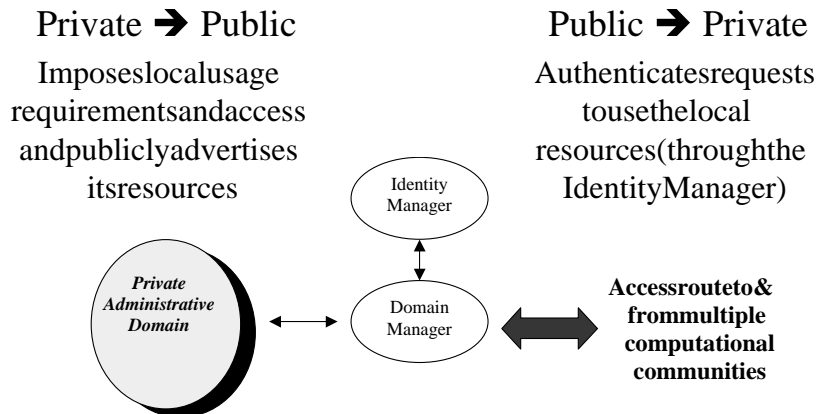 Private ➔ Public
Imposeslocalusage
requirementsandaccess
andpubliclyadvertises
itsresources
Public ➔ Private
Authenticatesrequests
tousethelocal
resources(throughthe
IdentityManager)
Identity
Manager
Private
Administrative
Domain
Domain
Manager
Accessrouteto&
frommultiple
computational
communities